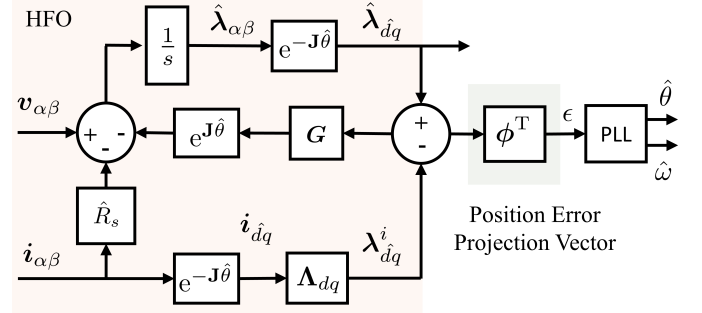 HFO
1/s
λ̂_αβ
e^−Jθ̂
λ̂_d̂q
v_αβ
+ - -
e^Jθ̂
G
+ -
ϕ^T
ϵ
PLL
θ̂
ω̂
R̂_s
i_αβ
e^−Jθ̂
i_d̂q
Λ_dq
λ^i_d̂q
Position Error
Projection Vector